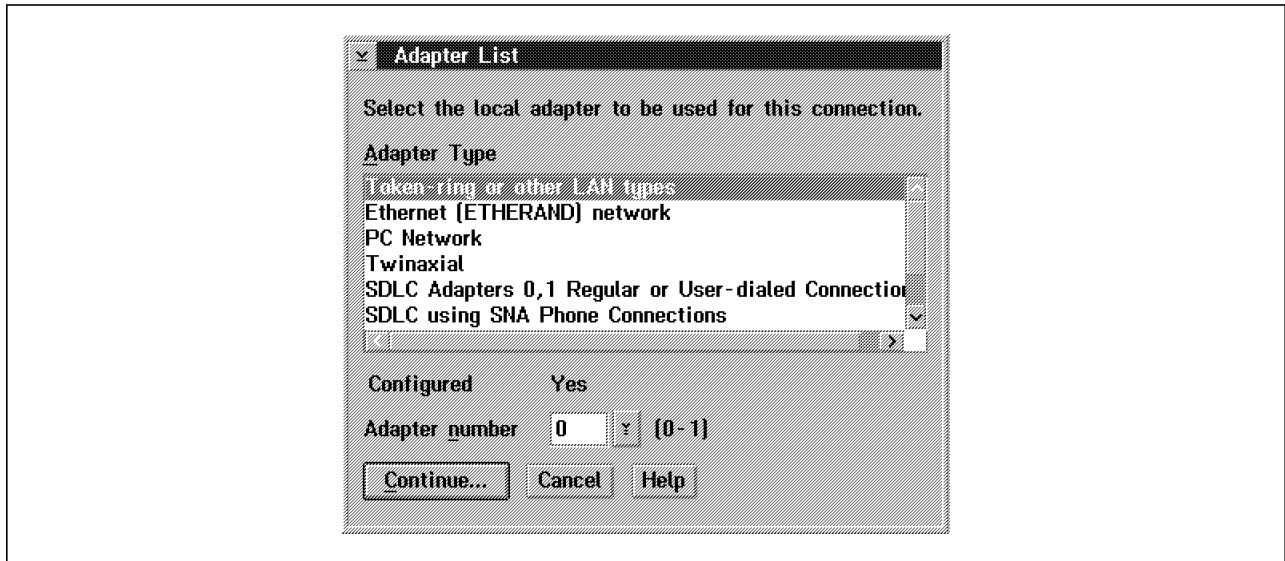 Adapter List
Select the local adapter to be used for this connection.
Adapter Type
Token-ring or other LAN types
Ethernet (ETHERAND) network
PC Network
Twinaxial
SDLC Adapters 0,1 Regular or User-dialed Connection
SDLC using SNA Phone Connections
Configured Yes
Adapter number 0 (0-1)
Continue... Cancel Help